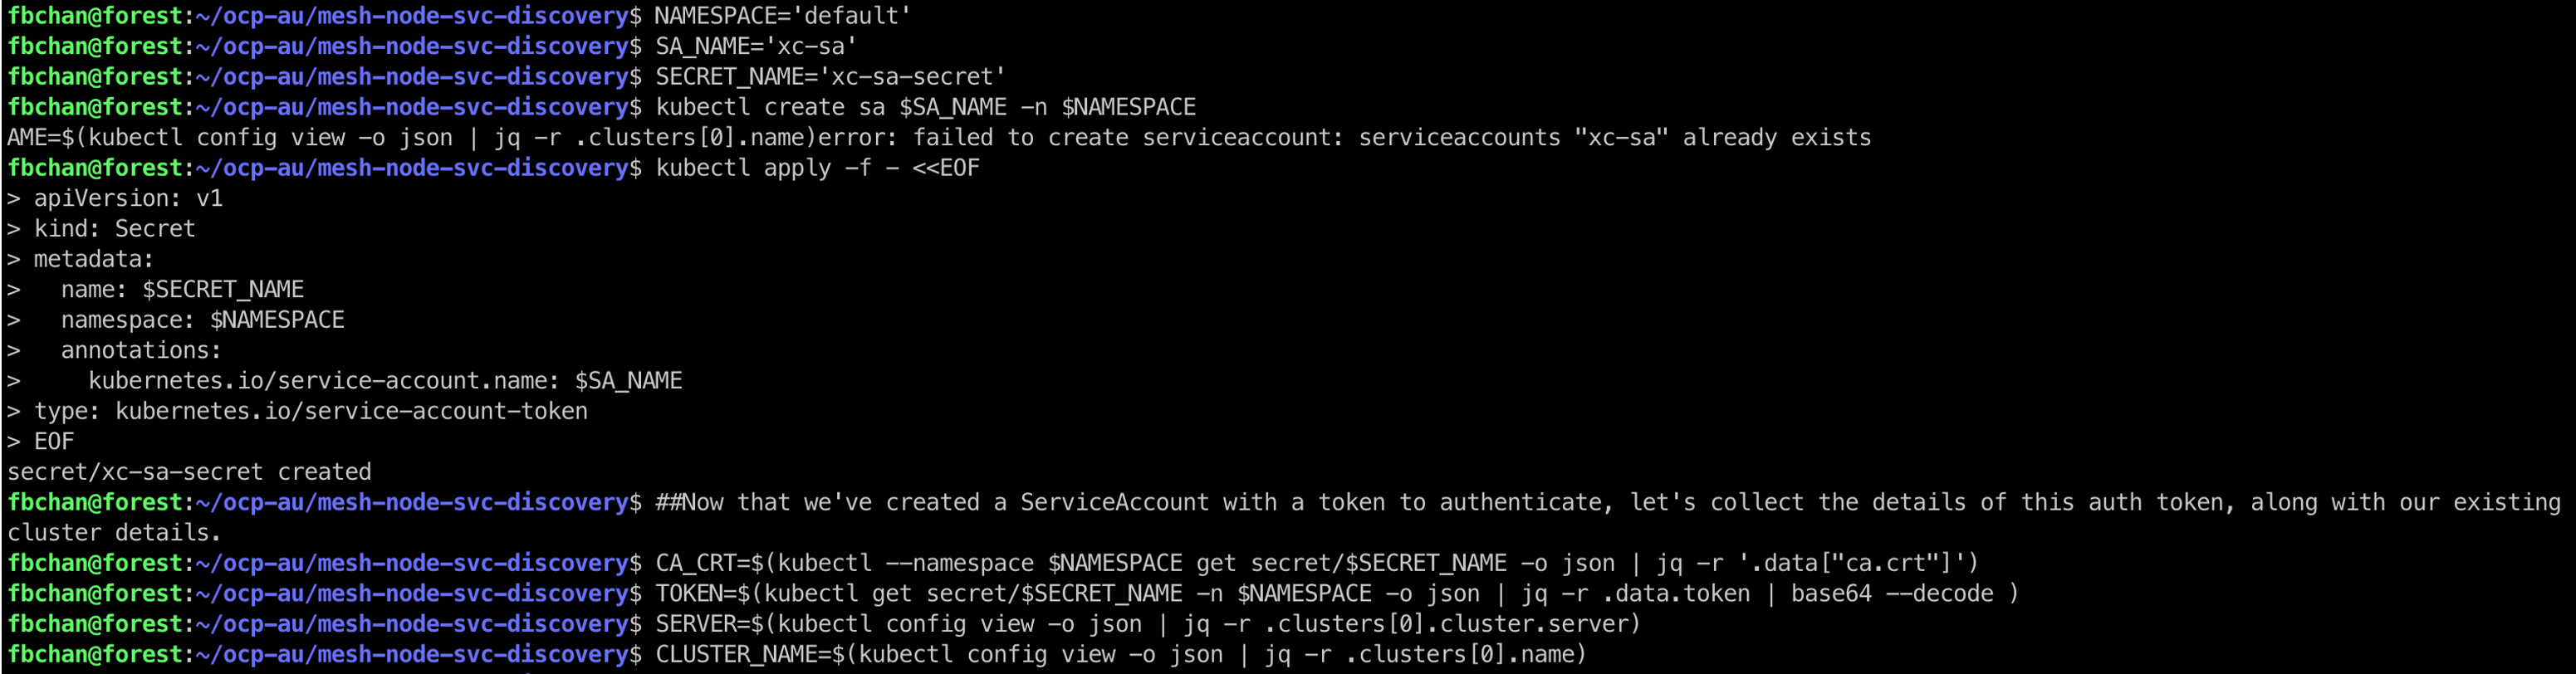 fbchan@forest:~/ocp-au/mesh-node-svc-discovery$ NAMESPACE='default'
fbchan@forest:~/ocp-au/mesh-node-svc-discovery$ SA_NAME='xc-sa'
fbchan@forest:~/ocp-au/mesh-node-svc-discovery$ SECRET_NAME='xc-sa-secret'
fbchan@forest:~/ocp-au/mesh-node-svc-discovery$ kubectl create sa $SA_NAME -n $NAMESPACE
AME=$(kubectl config view -o json | jq -r .clusters[0].name)error: failed to create serviceaccount: serviceaccounts "xc-sa" already exists
fbchan@forest:~/ocp-au/mesh-node-svc-discovery$ kubectl apply -f - <<EOF
> apiVersion: v1
> kind: Secret
> metadata:
>   name: $SECRET_NAME
>   namespace: $NAMESPACE
>   annotations:
>     kubernetes.io/service-account.name: $SA_NAME
> type: kubernetes.io/service-account-token
> EOF
secret/xc-sa-secret created
fbchan@forest:~/ocp-au/mesh-node-svc-discovery$ ##Now that we've created a ServiceAccount with a token to authenticate, let's collect the details of this auth token, along with our existing
cluster details.
fbchan@forest:~/ocp-au/mesh-node-svc-discovery$ CA_CRT=$(kubectl --namespace $NAMESPACE get secret/$SECRET_NAME -o json | jq -r '.data["ca.crt"]')
fbchan@forest:~/ocp-au/mesh-node-svc-discovery$ TOKEN=$(kubectl get secret/$SECRET_NAME -n $NAMESPACE -o json | jq -r .data.token | base64 --decode )
fbchan@forest:~/ocp-au/mesh-node-svc-discovery$ SERVER=$(kubectl config view -o json | jq -r .clusters[0].cluster.server)
fbchan@forest:~/ocp-au/mesh-node-svc-discovery$ CLUSTER_NAME=$(kubectl config view -o json | jq -r .clusters[0].name)